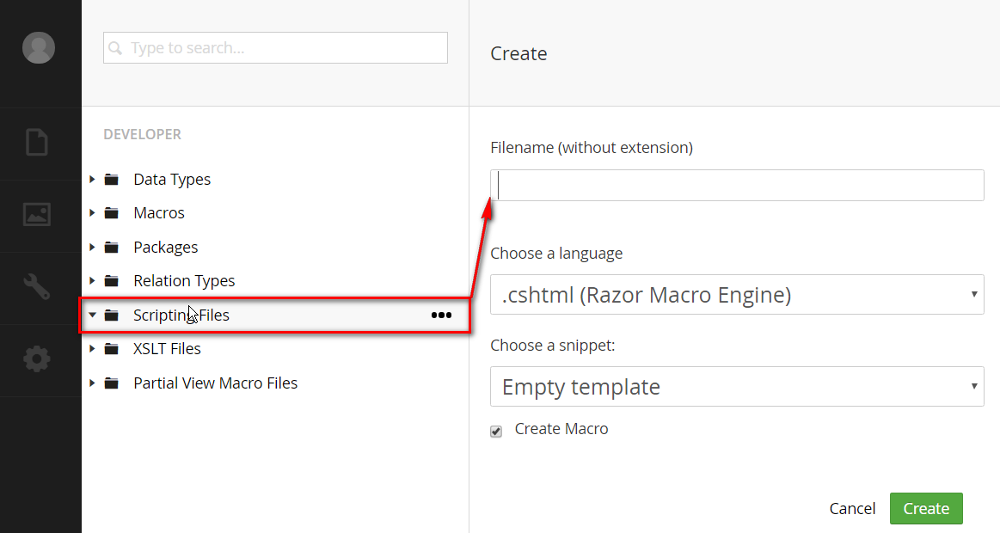 Type to search...
DEVELOPER
Data Types
Macros
Packages
Relation Types
Scripting Files
XSLT Files
Partial View Macro Files
Create
Filename (without extension)
Choose a language
.cshtml (Razor Macro Engine)
Choose a snippet:
Empty template
Create Macro
Cancel
Create